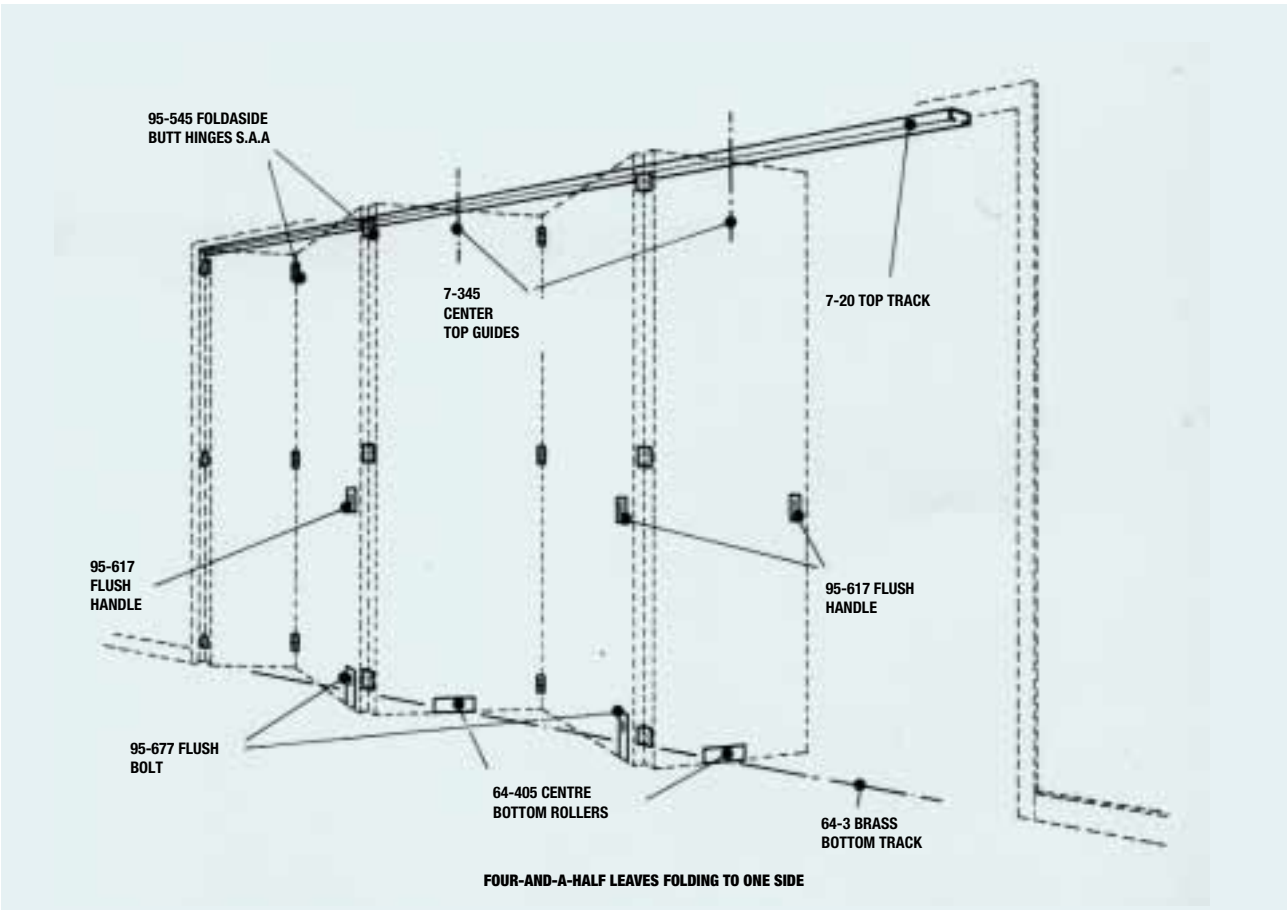 95-545 FOLDASIDE
BUTT HINGES S.A.A
7-345
CENTER
TOP GUIDES
7-20 TOP TRACK
95-617
FLUSH
HANDLE
95-617 FLUSH
HANDLE
95-677 FLUSH
BOLT
64-405 CENTRE
BOTTOM ROLLERS
64-3 BRASS
BOTTOM TRACK
FOUR-AND-A-HALF LEAVES FOLDING TO ONE SIDE